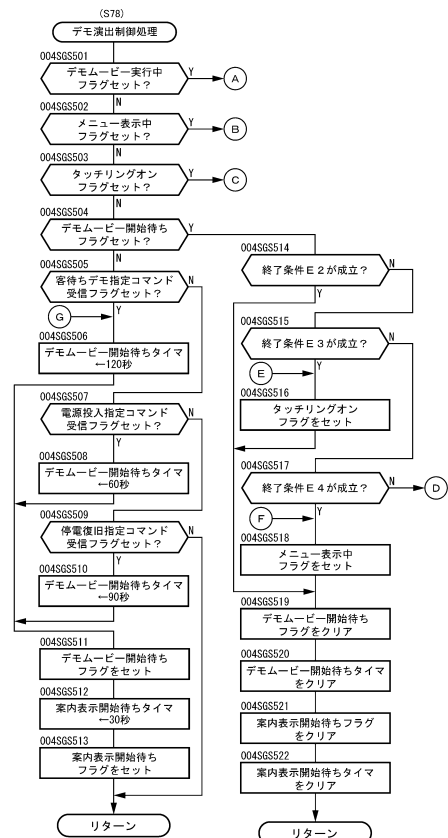 (S78)
デモ演出制御処理
004SGS501
デモムービー実行中
フラグセット？
Y
A
N
004SGS502
メニュー表示中
フラグセット？
Y
B
N
004SGS503
タッチリングオン
フラグセット？
Y
C
N
004SGS504
デモムービー開始待ち
フラグセット？
Y
N
004SGS505
客待ちデモ指定コマンド
受信フラグセット？
N
Y
G
004SGS506
デモムービー開始待ちタイマ
←120秒
004SGS507
電源投入指定コマンド
受信フラグセット？
N
Y
004SGS508
デモムービー開始待ちタイマ
←60秒
004SGS509
停電復旧指定コマンド
受信フラグセット？
N
Y
004SGS510
デモムービー開始待ちタイマ
←90秒
004SGS511
デモムービー開始待ち
フラグをセット
004SGS512
案内表示開始待ちタイマ
←30秒
004SGS513
案内表示開始待ち
フラグをセット
リターン
004SGS514
終了条件E2が成立？
N
Y
004SGS515
終了条件E3が成立？
N
Y
E
004SGS516
タッチリングオン
フラグをセット
004SGS517
終了条件E4が成立？
N
D
Y
F
004SGS518
メニュー表示中
フラグをセット
004SGS519
デモムービー開始待ち
フラグをクリア
004SGS520
デモムービー開始待ちタイマ
をクリア
004SGS521
案内表示開始待ちフラグ
をクリア
004SGS522
案内表示開始待ちタイマ
をクリア
リターン